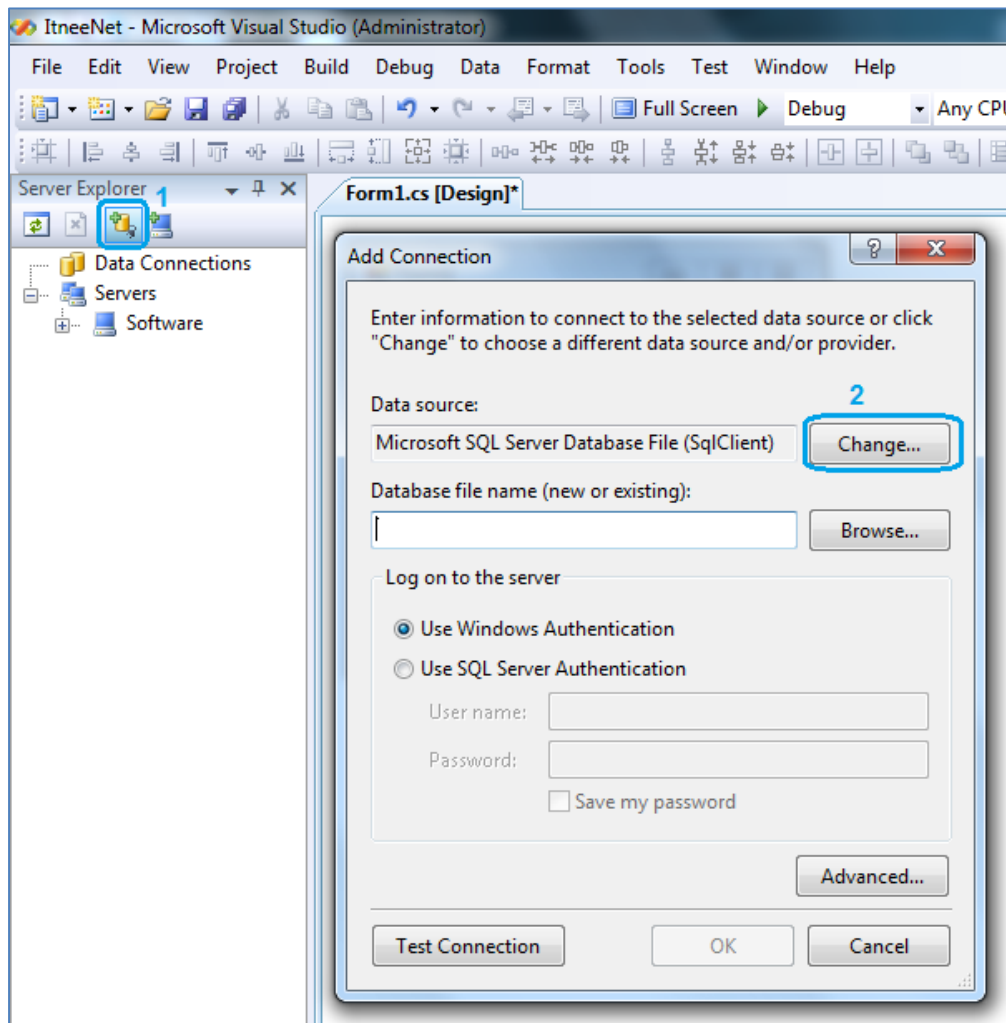 ItneeNet - Microsoft Visual Studio (Administrator)
File Edit View Project Build Debug Data Format Tools Test Window Help
Full Screen Debug Any CPU
Server Explorer 1
Form1.cs [Design]*
Data Connections
Servers
Software
Add Connection
Enter information to connect to the selected data source or click
"Change" to choose a different data source and/or provider.
2
Data source:
Microsoft SQL Server Database File (SqlClient) Change...
Database file name (new or existing):
Browse...
Log on to the server
Use Windows Authentication
Use SQL Server Authentication
User name:
Password:
Save my password
Advanced...
Test Connection OK Cancel